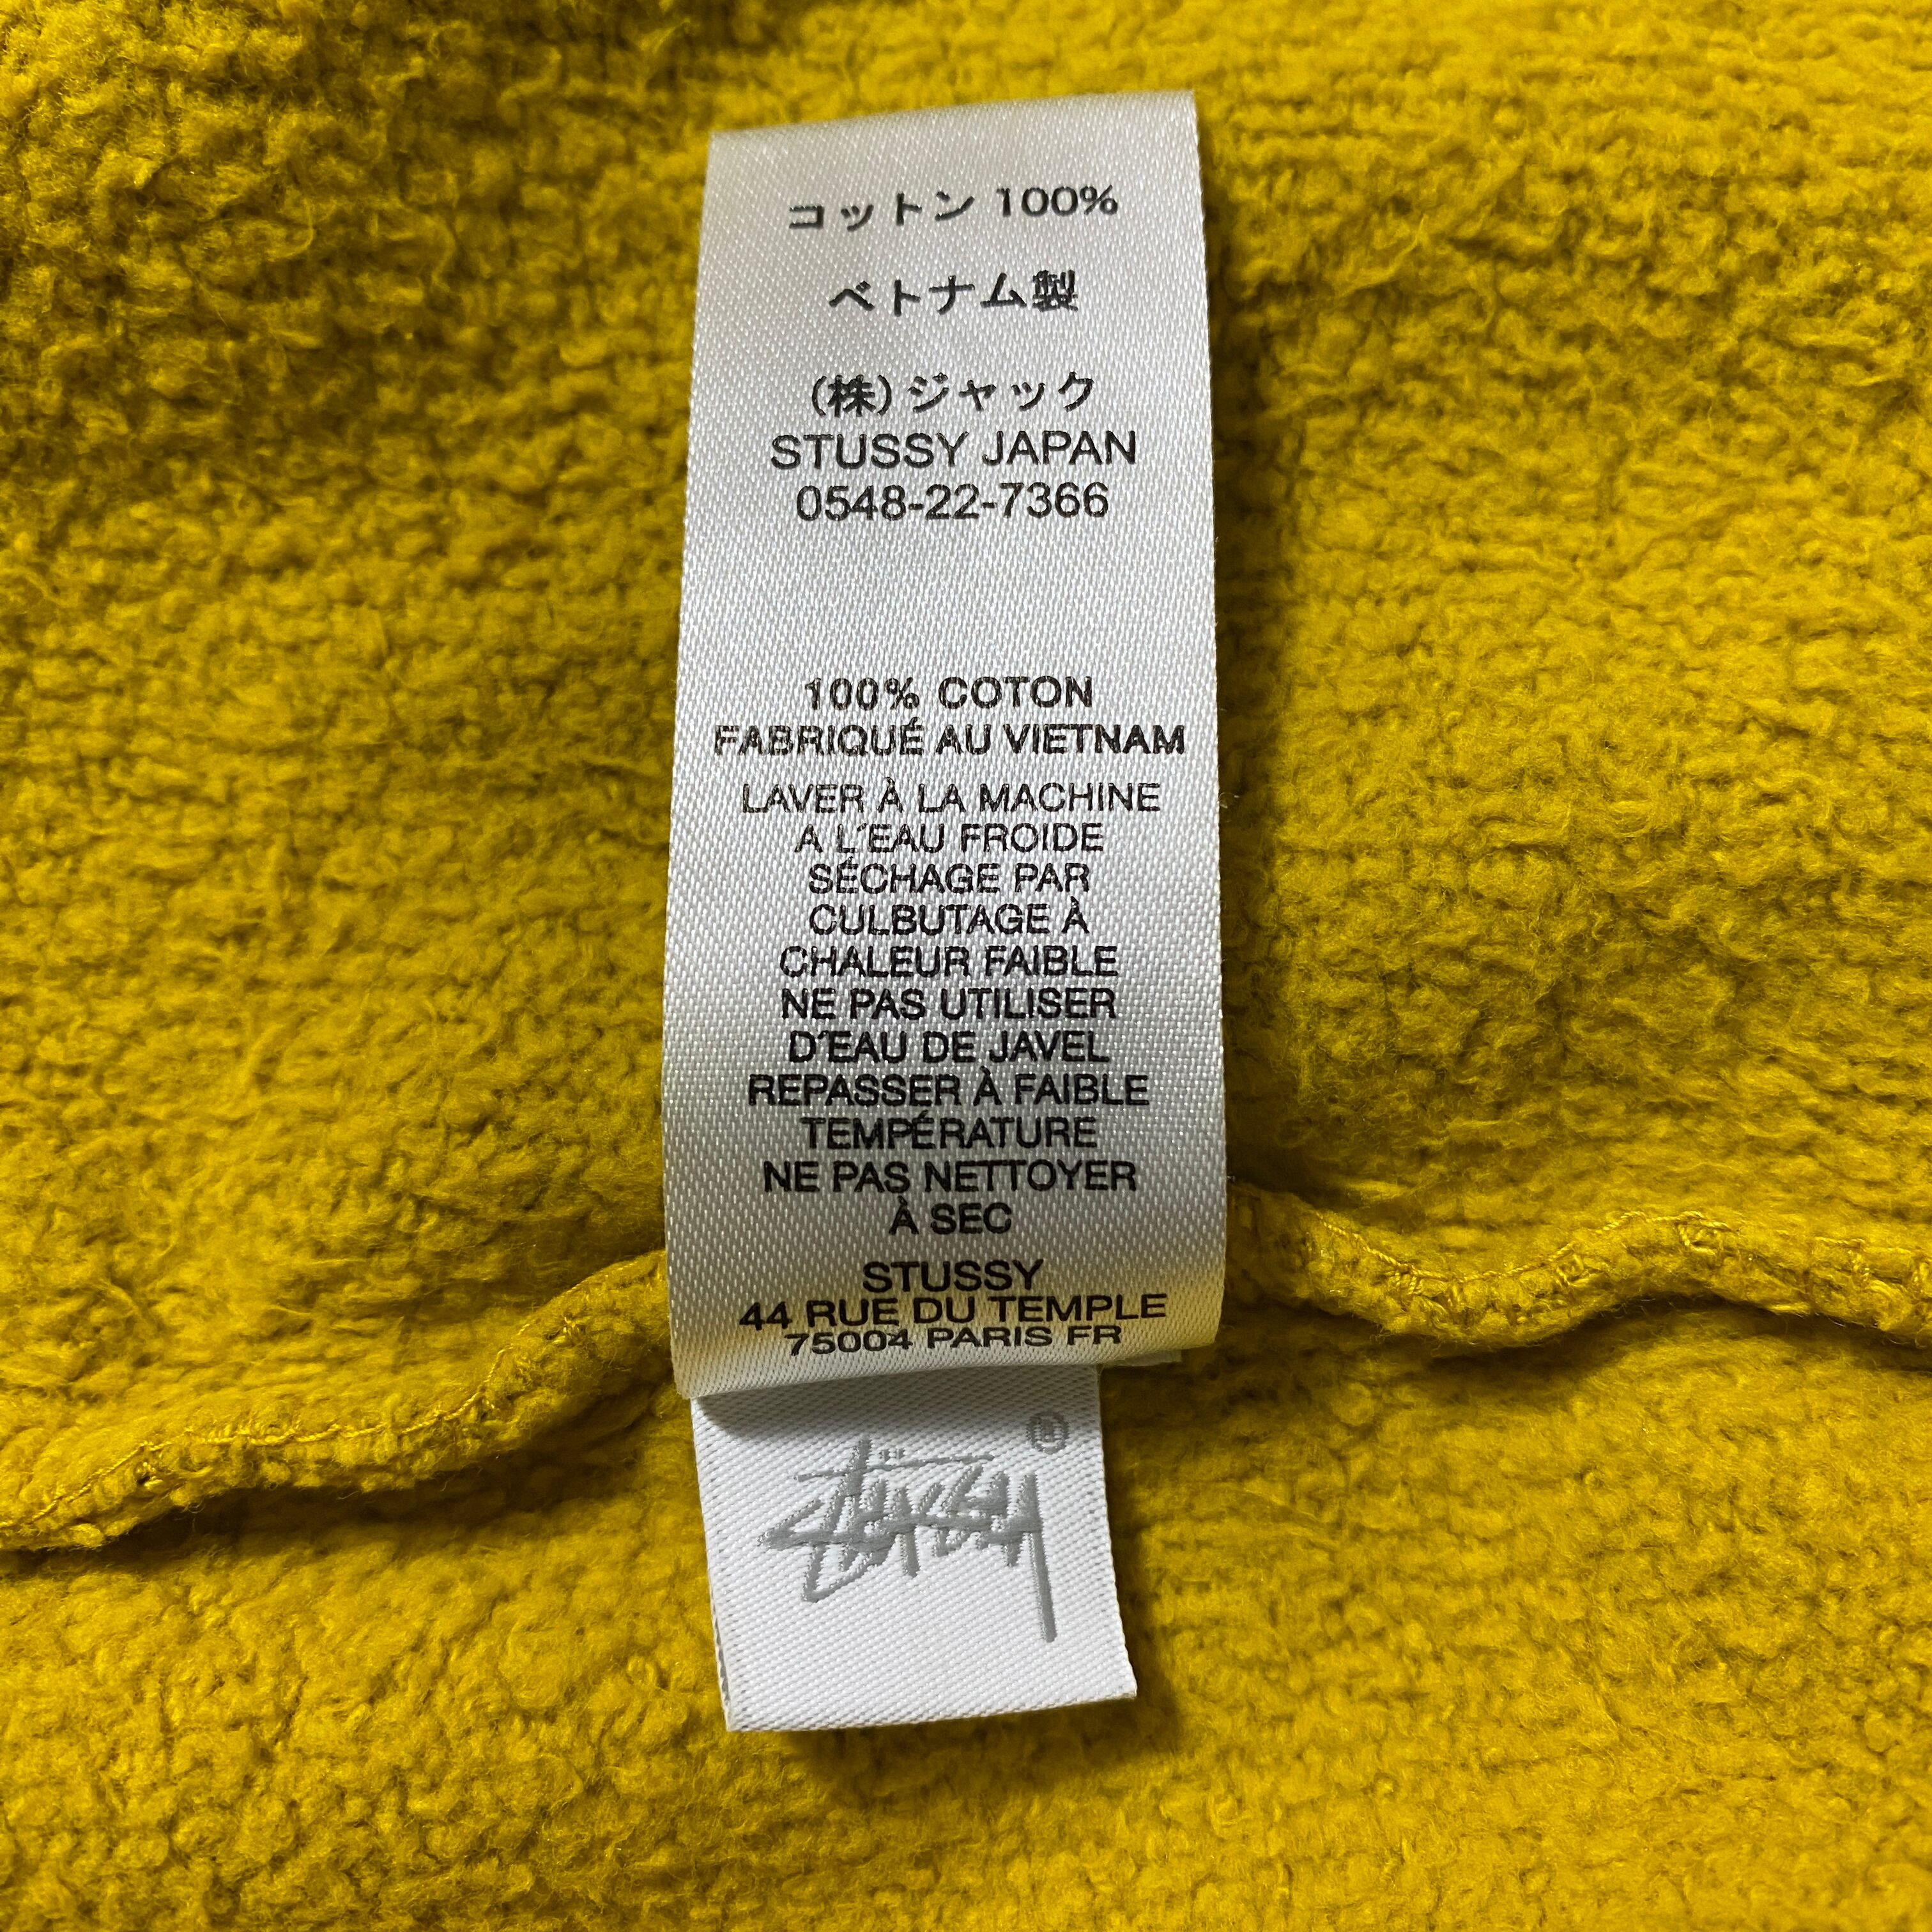 コットン 100%
ベトナム製
(株)ジャック
STUSSY JAPAN
0548-22-7366
100% COTON
FABRIQUÉ AU VIETNAM
LAVER À LA MACHINE
A L'EAU FROIDE
SÉCHAGE PAR
CULBUTAGE À
CHALEUR FAIBLE
NE PAS UTILISER
D'EAU DE JAVEL
REPASSER À FAIBLE
TEMPÉRATURE
NE PAS NETTOYER
À SEC
STUSSY
44 RUE DU TEMPLE
75004 PARIS FR
Stüssy ®